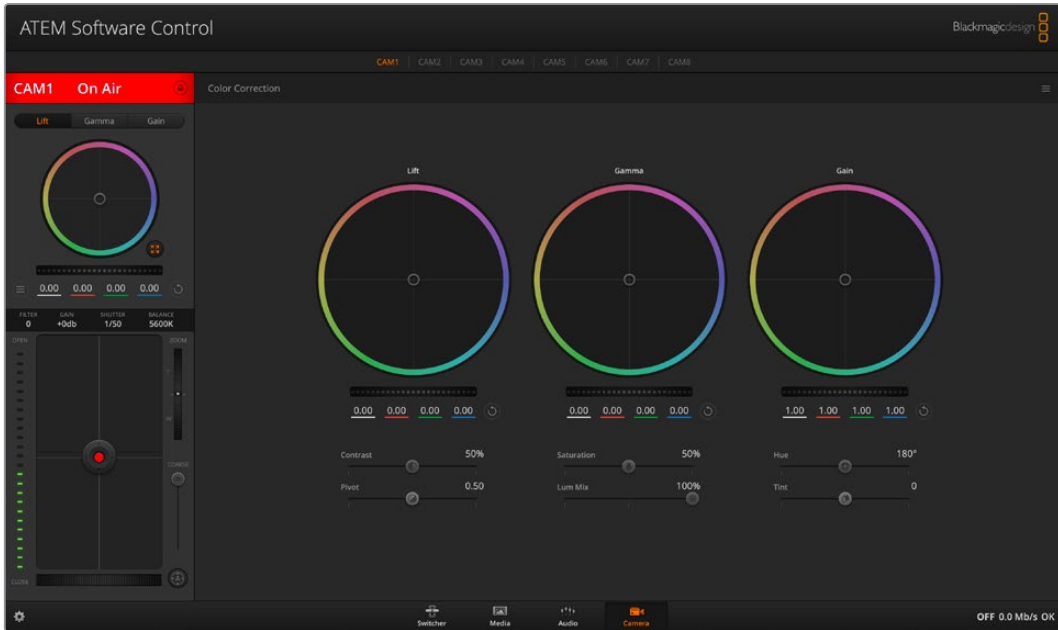 ATEM Software Control
Blackmagicdesign
CAM1 CAM2 CAM3 CAM4 CAM5 CAM6 CAM7 CAM8
CAM1 On Air
Color Correction
Lift Gamma Gain
0.00 0.00 0.00 0.00
FILTER GAIN SHUTTER BALANCE
0 +0db 1/50 5600K
OPEN
ZOOM
COARSE
CLOSE
Lift Gamma Gain
0.00 0.00 0.00 0.00
0.00 0.00 0.00 0.00
1.00 1.00 1.00 1.00
Contrast 50%
Saturation 50%
Hue 180°
Pivot 0.50
Lum Mix 100%
Tint 0
Switcher Media Audio Camera
OFF 0.0 Mb/s OK